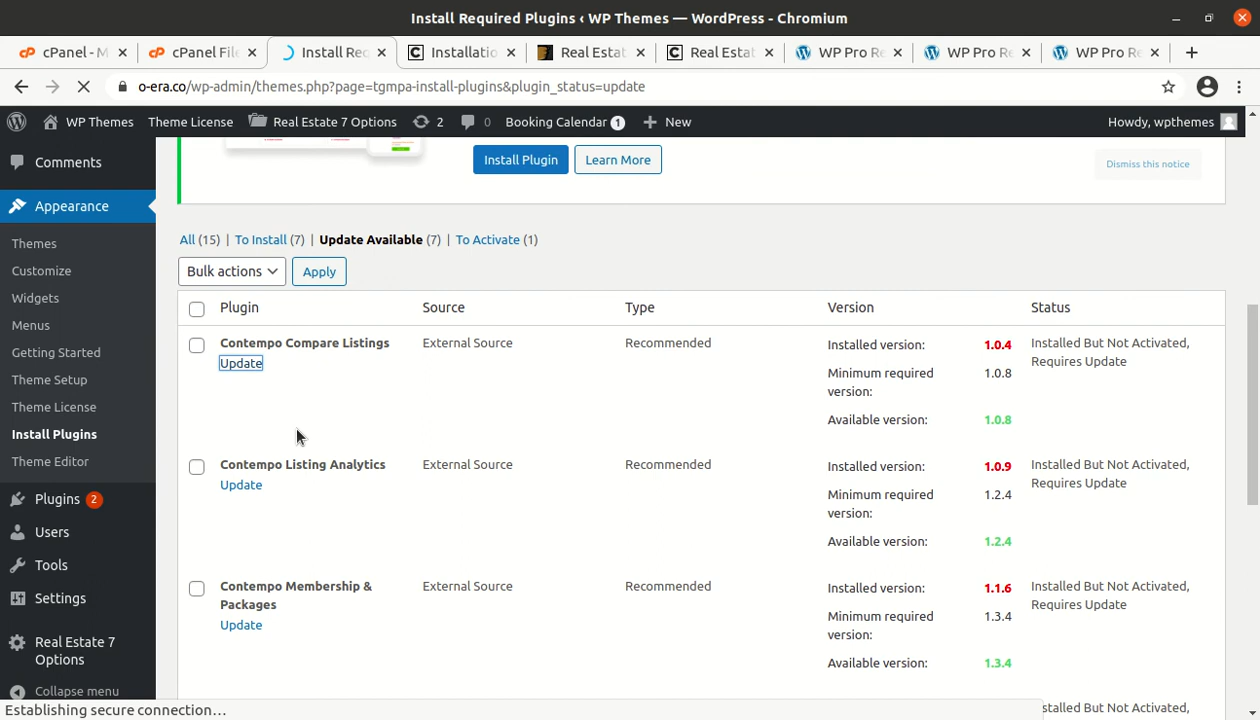 Install Required Plugins ‹ WP Themes — WordPress - Chromium
cPanel - M
cPanel File
Install Req
Installatio
Real Estat
Real Estat
WP Pro Re
WP Pro Re
WP Pro Re
o-era.co/wp-admin/themes.php?page=tgmpa-install-plugins&plugin_status=update
WP Themes
Theme License
Real Estate 7 Options
2
0
Booking Calendar 1
New
Howdy, wpthemes
Comments
Appearance
Themes
Customize
Widgets
Menus
Getting Started
Theme Setup
Theme License
Install Plugins
Theme Editor
Plugins 2
Users
Tools
Settings
Real Estate 7
Options
Collapse menu
Install Plugin
Learn More
Dismiss this notice
All (15) | To Install (7) | Update Available (7) | To Activate (1)
Bulk actions
Apply
Plugin Source Type Version Status
Contempo Compare Listings External Source Recommended Installed version: 1.0.4 Installed But Not Activated,
Update Requires Update
Minimum required 1.0.8
version:
Available version: 1.0.8
Contempo Listing Analytics External Source Recommended Installed version: 1.0.9 Installed But Not Activated,
Update Requires Update
Minimum required 1.2.4
version:
Available version: 1.2.4
Contempo Membership & External Source Recommended Installed version: 1.1.6 Installed But Not Activated,
Packages Requires Update
Update Minimum required 1.3.4
version:
Available version: 1.3.4
stalled But Not Activated,
Establishing secure connection…